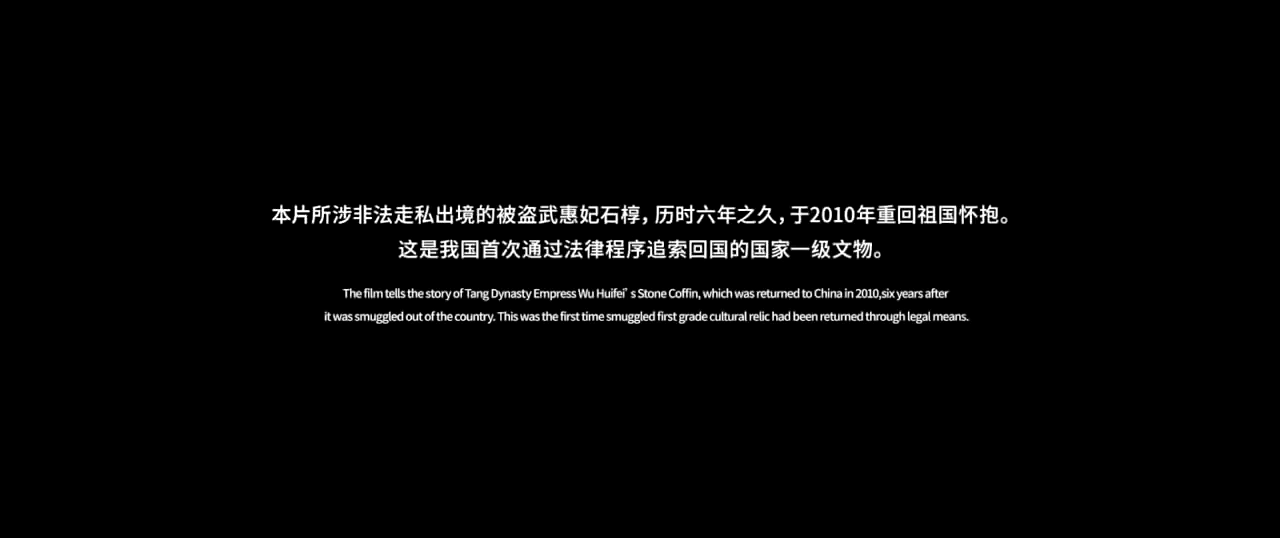 本片所涉非法走私出境的被盗武惠妃石椁，历时六年之久，于2010年重回祖国怀抱。
这是我国首次通过法律程序追索回国的国家一级文物。
The film tells the story of Tang Dynasty Empress Wu Huifei’s Stone Coffin, which was returned to China in 2010,six years after
it was smuggled out of the country. This was the first time smuggled first grade cultural relic had been returned through legal means.